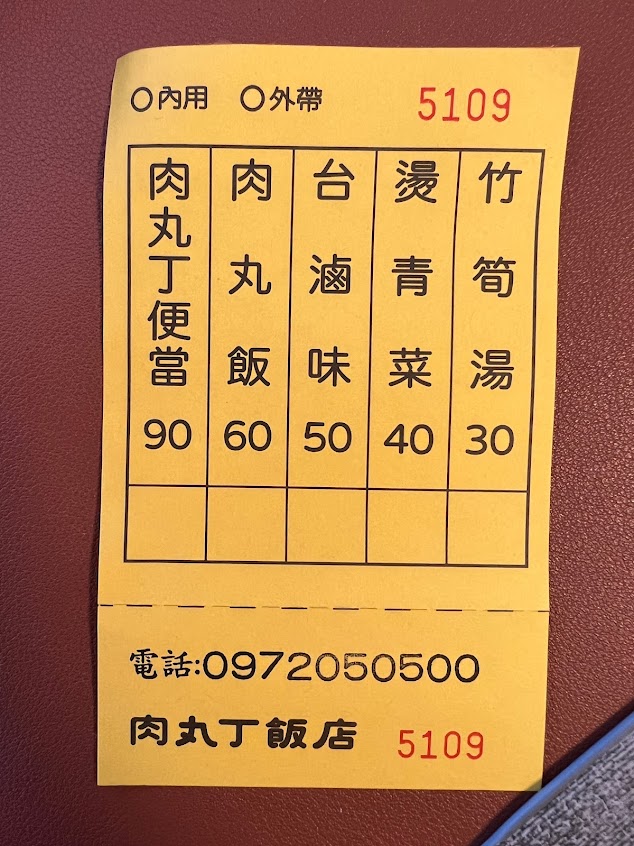 ○內用 ○外帶 5109
肉丸丁便當 90
肉丸飯 60
台滷味 50
燙青菜 40
竹筍湯 30
電話:0972050500
肉丸丁飯店 5109